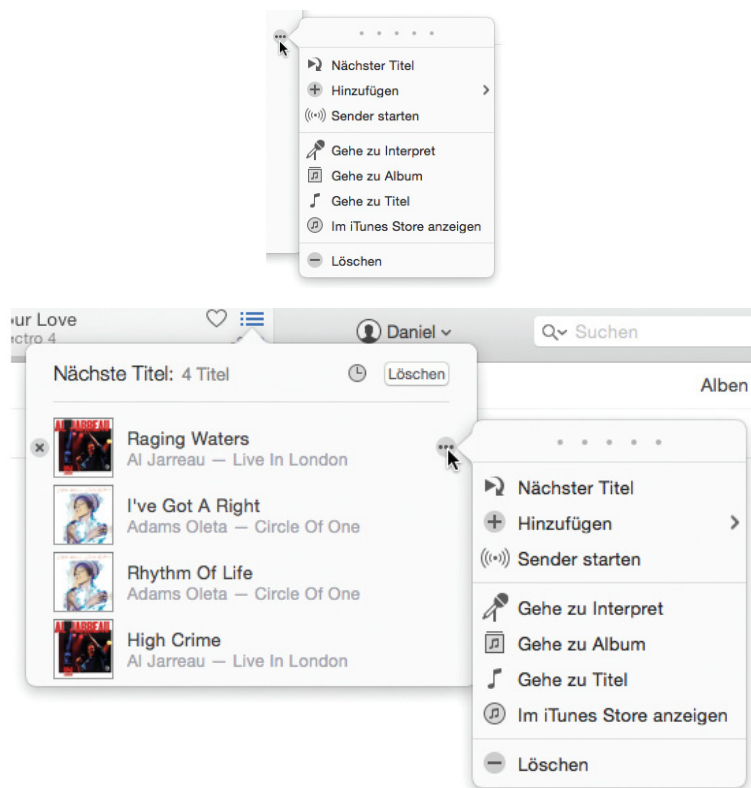 Nächster Titel
Hinzufügen
Sender starten
Gehe zu Interpret
Gehe zu Album
Gehe zu Titel
Im iTunes Store anzeigen
Löschen
ur Love
ectro 4
Daniel
Suchen
Nächste Titel: 4 Titel
Löschen
Alben
Raging Waters
Al Jarreau — Live In London
I've Got A Right
Adams Oleta — Circle Of One
Rhythm Of Life
Adams Oleta — Circle Of One
High Crime
Al Jarreau — Live In London
Nächster Titel
Hinzufügen
Sender starten
Gehe zu Interpret
Gehe zu Album
Gehe zu Titel
Im iTunes Store anzeigen
Löschen